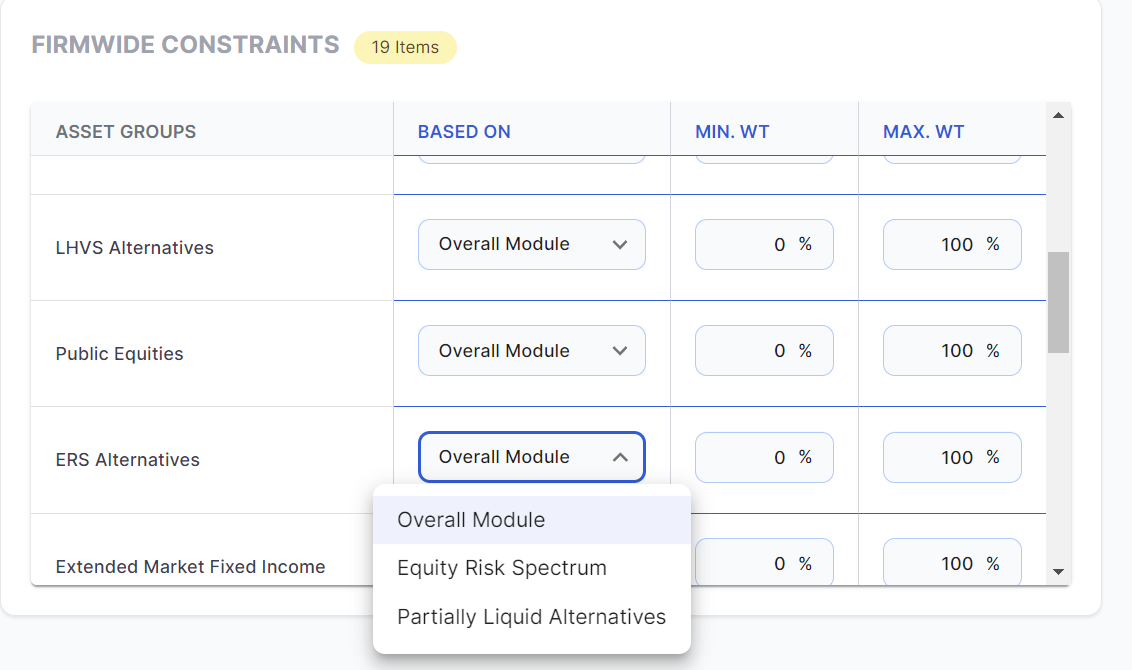 FIRMWIDE CONSTRAINTS 19 Items
ASSET GROUPS BASED ON MIN. WT MAX. WT
LHVS Alternatives Overall Module 0 % 100 %
Public Equities Overall Module 0 % 100 %
ERS Alternatives Overall Module 0 % 100 %
Overall Module
Extended Market Fixed Income Equity Risk Spectrum 0 % 100 %
Partially Liquid Alternatives